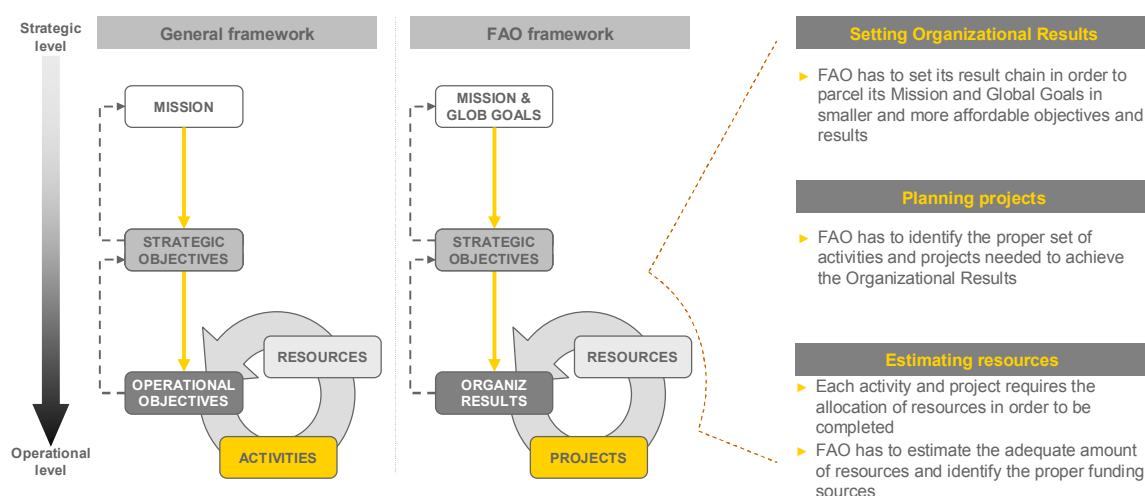 Strategic
level
General framework
FAO framework
MISSION
MISSION &
GLOB GOALS
STRATEGIC
OBJECTIVES
STRATEGIC
OBJECTIVES
RESOURCES
RESOURCES
OPERATIONAL
OBJECTIVES
ORGANIZ
RESULTS
ACTIVITIES
PROJECTS
Operational
level
Setting Organizational Results
► FAO has to set its result chain in order to
parcel its Mission and Global Goals in
smaller and more affordable objectives and
results
Planning projects
► FAO has to identify the proper set of
activities and projects needed to achieve
the Organizational Results
Estimating resources
► Each activity and project requires the
allocation of resources in order to be
completed
► FAO has to estimate the adequate amount
of resources and identify the proper funding
sources